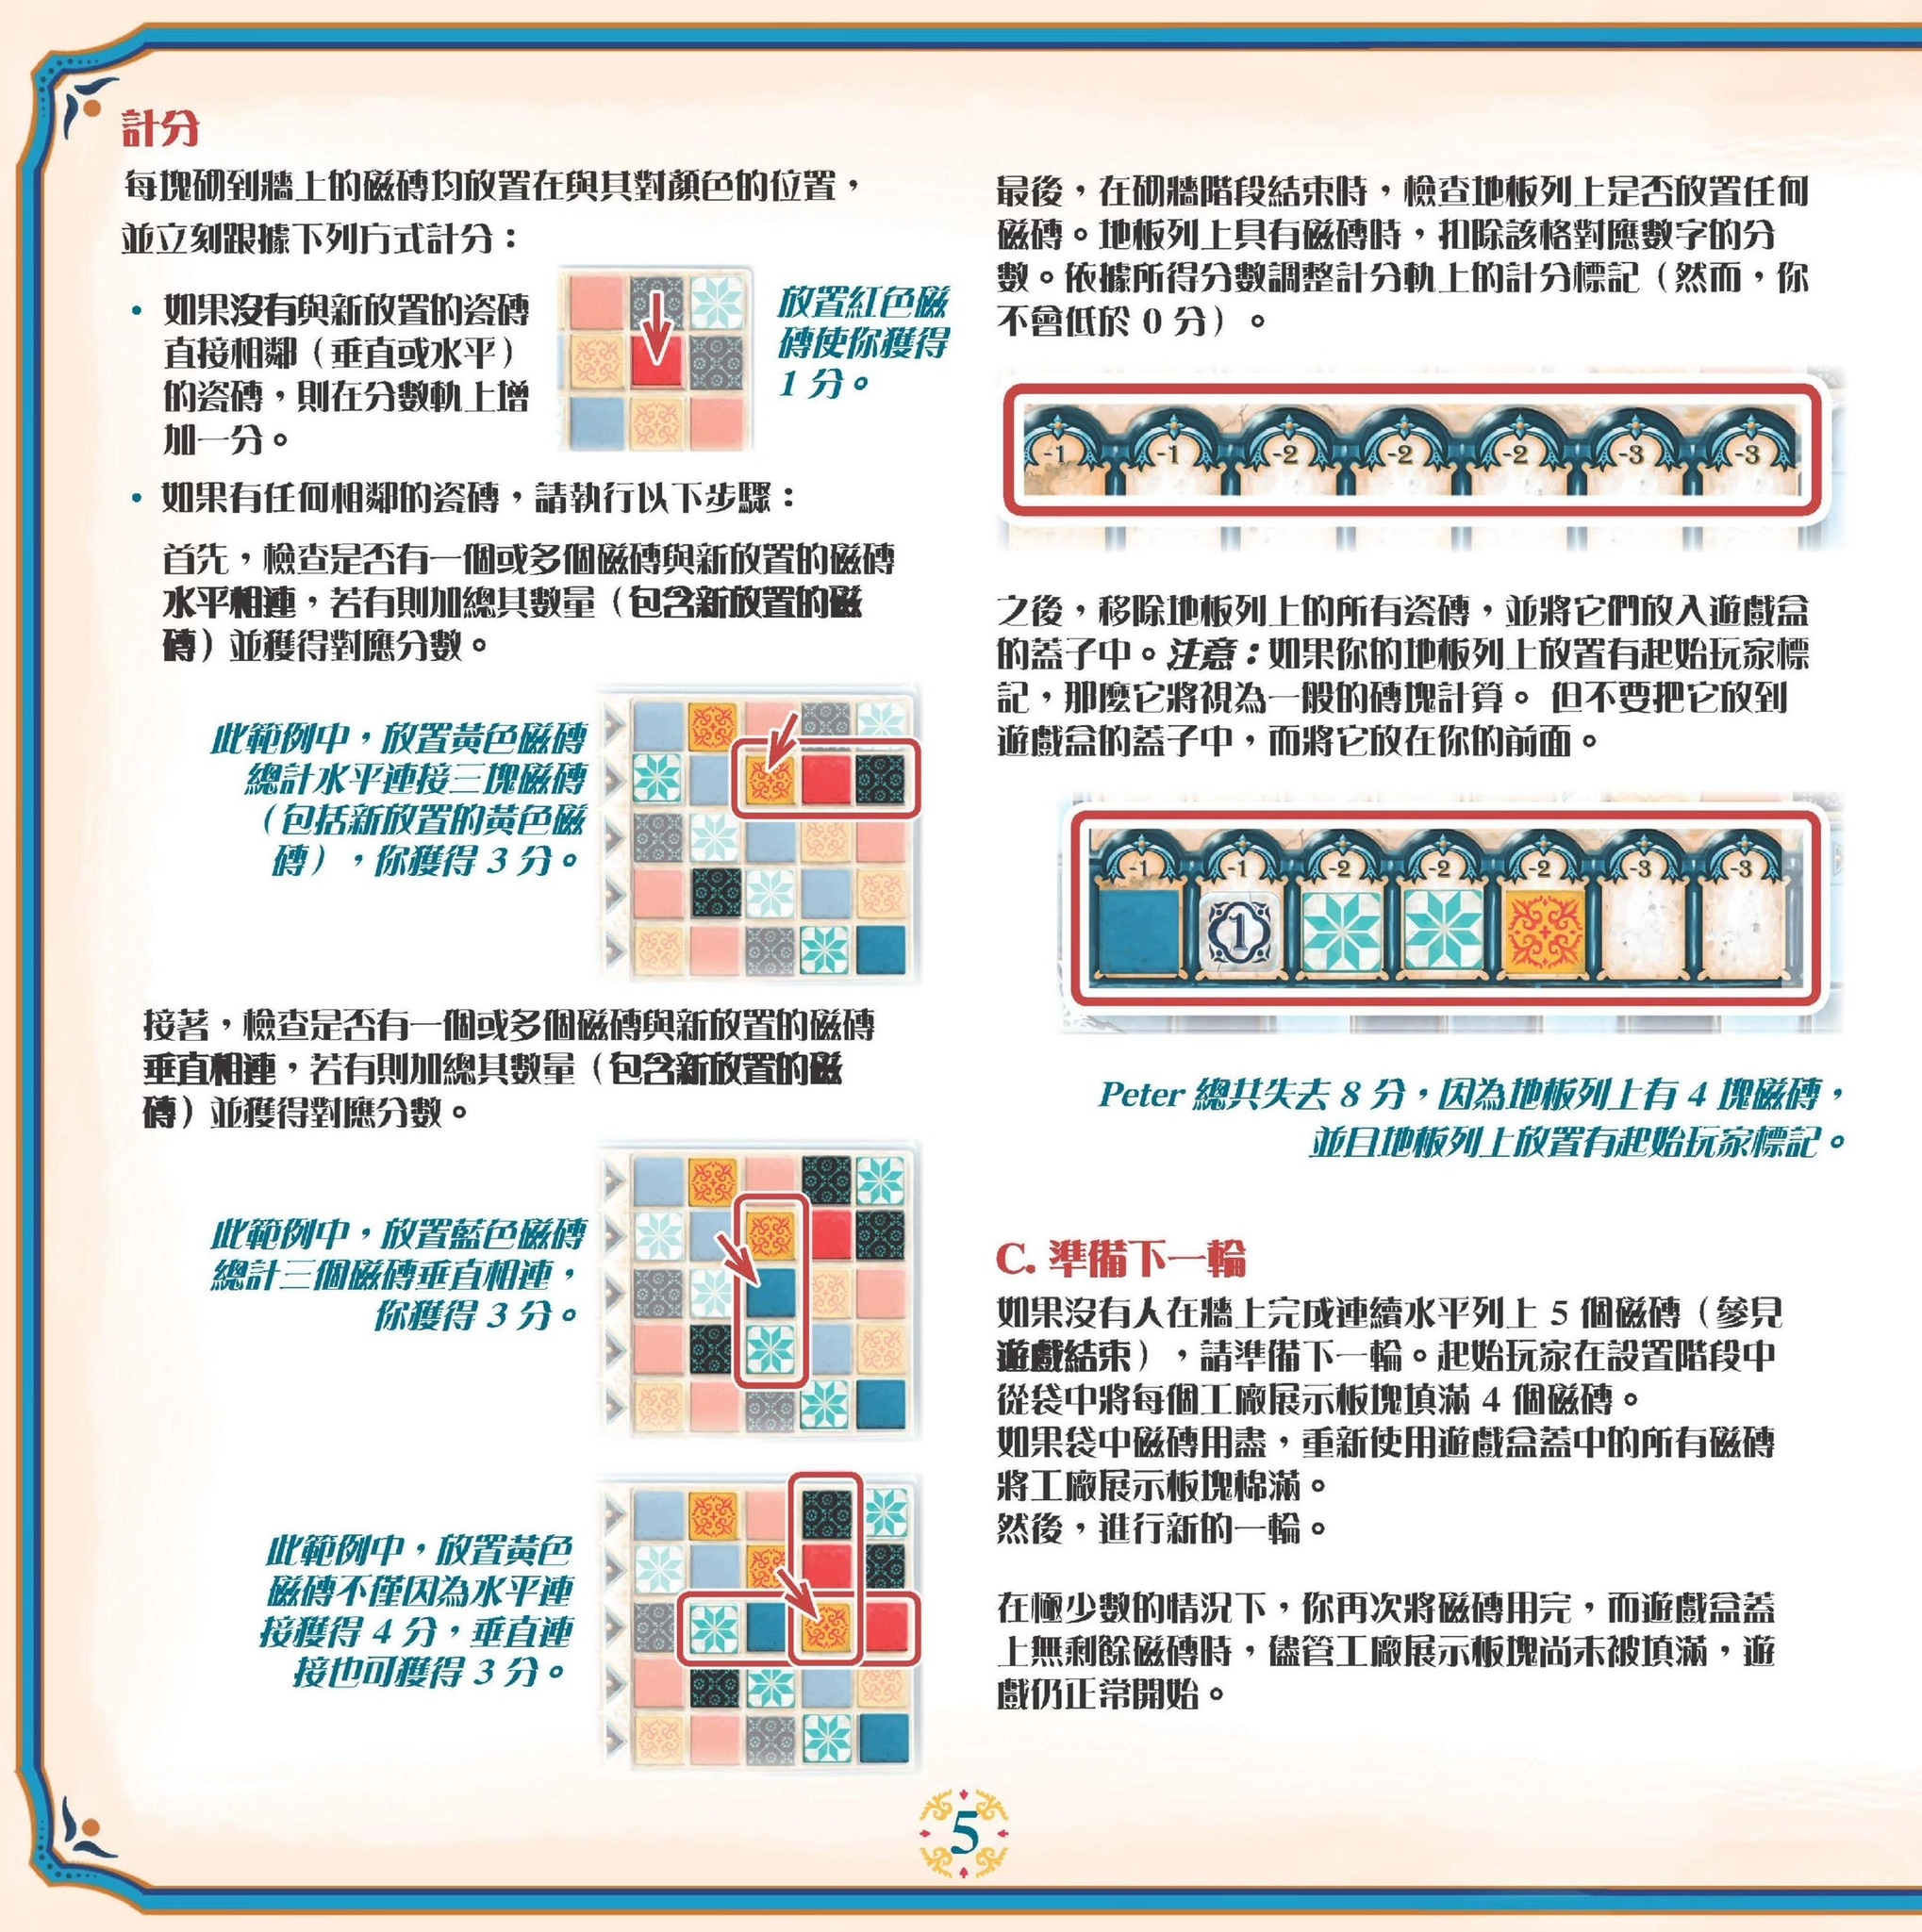 計分
每塊砌到牆上的磁磚均放置在與其對顏色的位置，
並立刻跟據下列方式計分：
• 如果沒有與新放置的瓷磚
直接相鄰（垂直或水平）
的瓷磚，則在分數軌上增
加一分。
放置紅色磁
磚使你獲得
1 分。
• 如果有任何相鄰的瓷磚，請執行以下步驟：
首先，檢查是否有一個或多個磁磚與新放置的磁磚
水平相連，若有則加總其數量（包含新放置的磁
磚）並獲得對應分數。
此範例中，放置黃色磁磚
總計水平連接三塊磁磚
（包括新放置的黃色磁
磚），你獲得 3 分。
接著，檢查是否有一個或多個磁磚與新放置的磁磚
垂直相連，若有則加總其數量（包含新放置的磁
磚）並獲得對應分數。
此範例中，放置藍色磁磚
總計三個磁磚垂直相連，
你獲得 3 分。
此範例中，放置黃色
磁磚不僅因為水平連
接獲得 4 分，垂直連
接也可獲得 3 分。
最後，在砌牆階段結束時，檢查地板列上是否放置任何
磁磚。地板列上具有磁磚時，扣除該格對應數字的分
數。依據所得分數調整計分軌上的計分標記（然而，你
不會低於 0 分）。
-1 -1 -2 -2 -2 -3 -3
之後，移除地板列上的所有瓷磚，並將它們放入遊戲盒
的蓋子中。注意：如果你的地板列上放置有起始玩家標
記，那麼它將視為一般的磚塊計算。 但不要把它放到
遊戲盒的蓋子中，而將它放在你的前面。
-1 -1 -2 -2 -2 -3 -3
1
Peter 總共失去 8 分，因為地板列上有 4 塊磁磚，
並且地板列上放置有起始玩家標記。
C. 準備下一輪
如果沒有人在牆上完成連續水平列上 5 個磁磚（參見
遊戲結束），請準備下一輪。起始玩家在設置階段中
從袋中將每個工廠展示板塊填滿 4 個磁磚。
如果袋中磁磚用盡，重新使用遊戲盒蓋中的所有磁磚
將工廠展示板塊棉滿。
然後，進行新的一輪。
在極少數的情況下，你再次將磁磚用完，而遊戲盒蓋
上無剩餘磁磚時，儘管工廠展示板塊尚未被填滿，遊
戲仍正常開始。
5